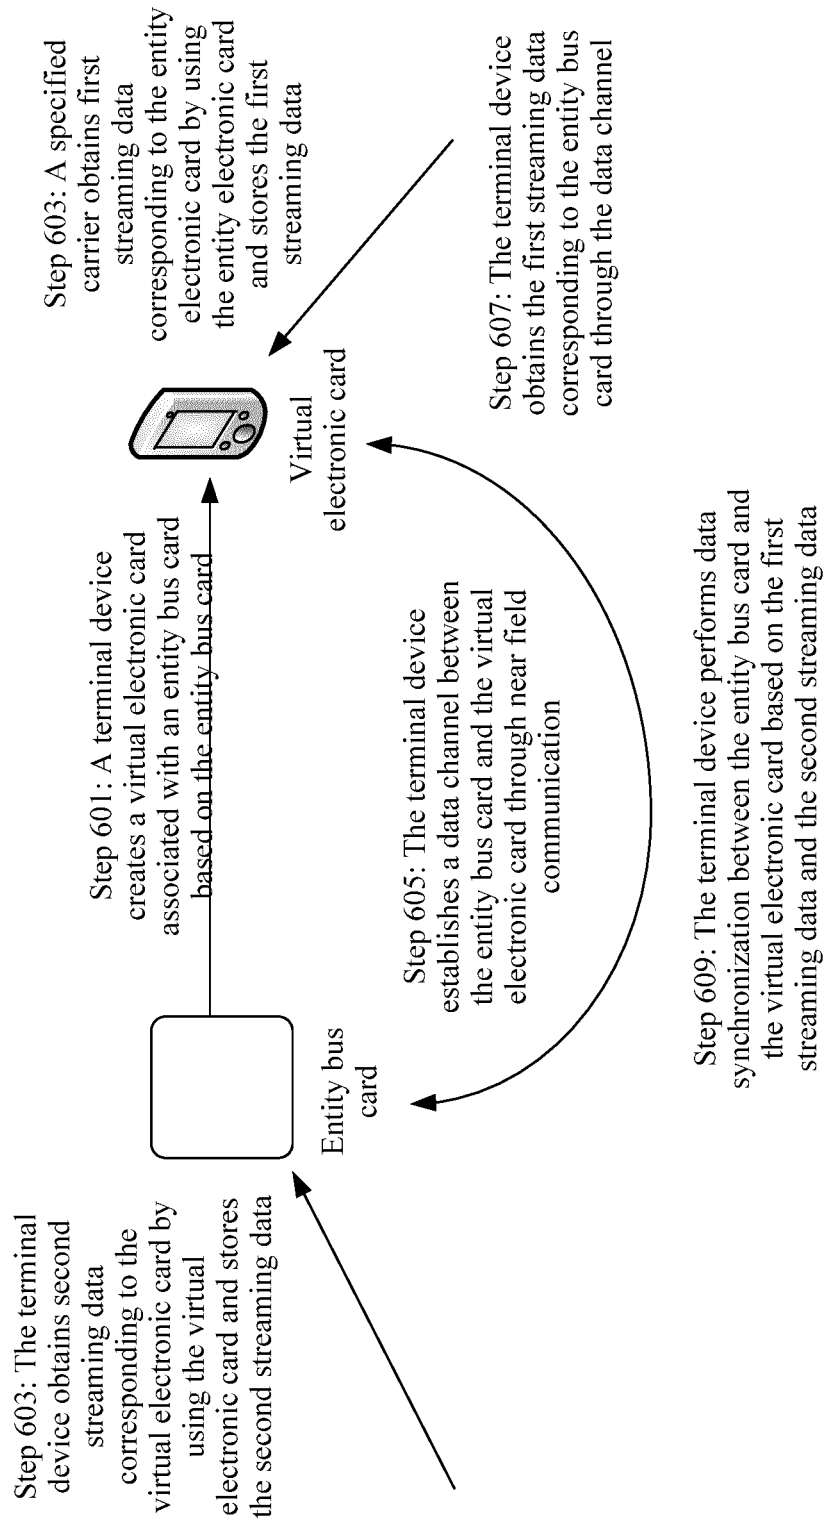 Step 603: The terminal
device obtains second
streaming data
corresponding to the
virtual electronic card by
using the virtual
electronic card and stores
the second streaming data
Step 601: A terminal device
creates a virtual electronic card
associated with an entity bus card
based on the entity bus card
Step 603: A specified
carrier obtains first
streaming data
corresponding to the entity
electronic card by using
the entity electronic card
and stores the first
streaming data
Entity bus
card
Virtual
electronic card
Step 605: The terminal device
establishes a data channel between
the entity bus card and the virtual
electronic card through near field
communication
Step 607: The terminal device
obtains the first streaming data
corresponding to the entity bus
card through the data channel
Step 609: The terminal device performs data
synchronization between the entity bus card and
the virtual electronic card based on the first
streaming data and the second streaming data